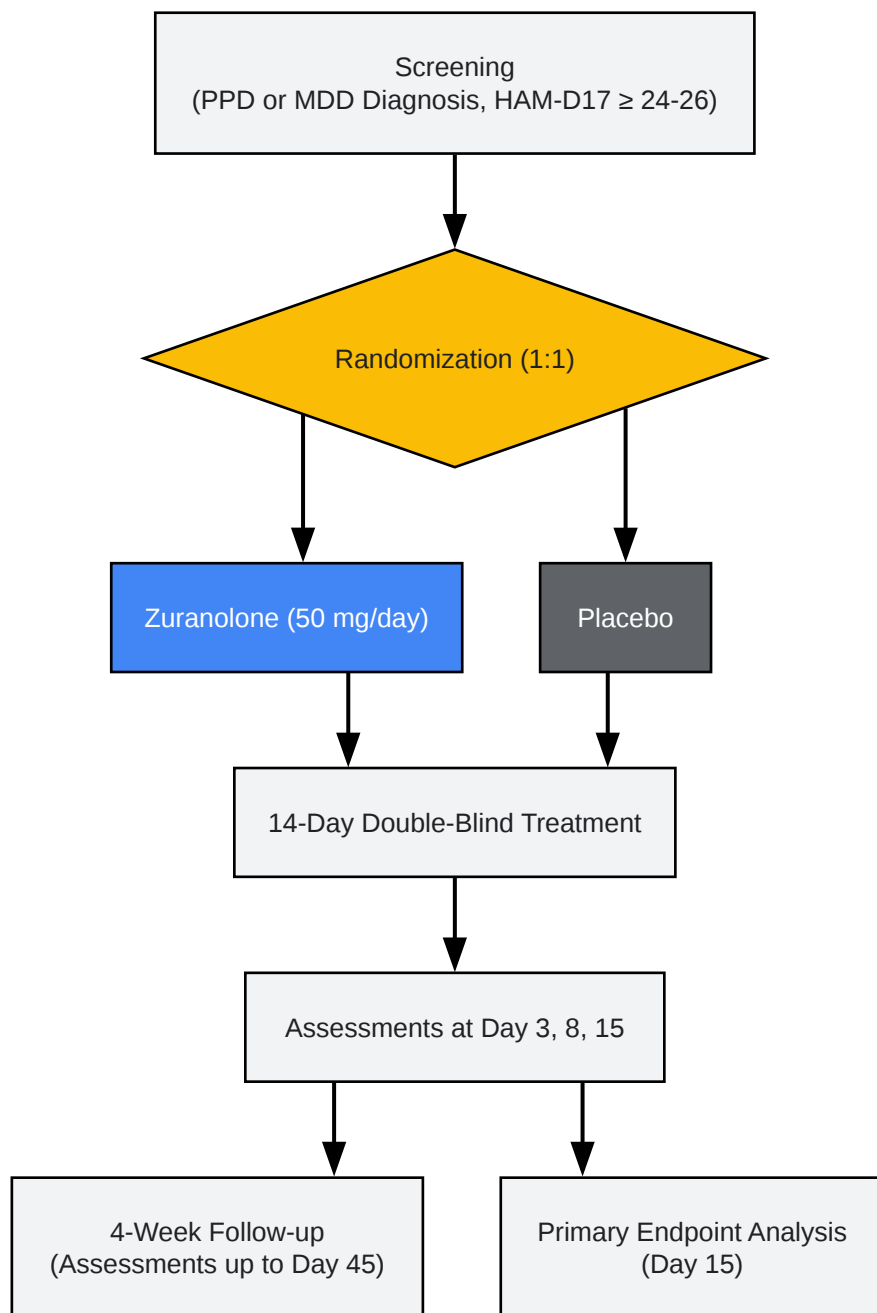 Screening
(PPD or MDD Diagnosis, HAM-D17 ≥ 24-26)
Randomization (1:1)
Zuranolone (50 mg/day)
Placebo
14-Day Double-Blind Treatment
Assessments at Day 3, 8, 15
4-Week Follow-up
(Assessments up to Day 45)
Primary Endpoint Analysis
(Day 15)